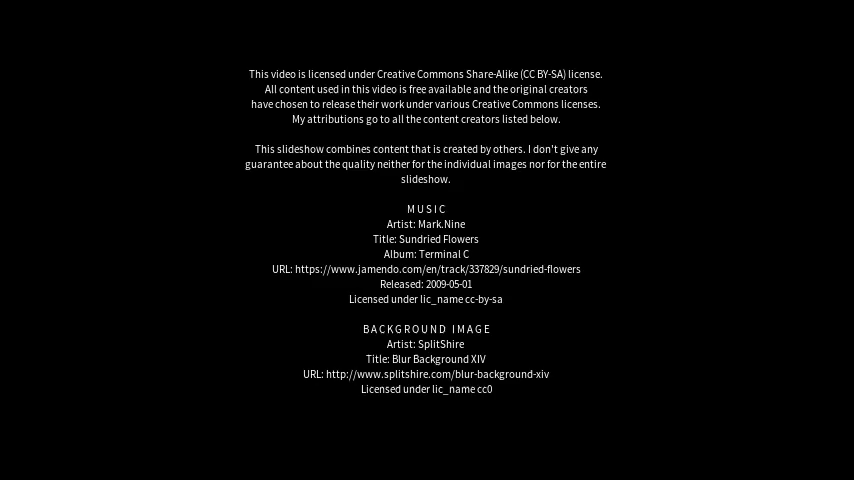 This video is licensed under Creative Commons Share-Alike (CC BY-SA) license.
All content used in this video is free available and the original creators
have chosen to release their work under various Creative Commons licenses.
My attributions go to all the content creators listed below.
This slideshow combines content that is created by others. I don't give any
guarantee about the quality neither for the individual images nor for the entire
slideshow.
MUSIC
Artist: Mark.Nine
Title: Sundried Flowers
Album: Terminal C
URL: https://www.jamendo.com/en/track/337829/sundried-flowers
Released: 2009-05-01
Licensed under lic_name cc-by-sa
BACKGROUND IMAGE
Artist: SplitShire
Title: Blur Background XIV
URL: http://www.splitshire.com/blur-background-xiv
Licensed under lic_name cc0